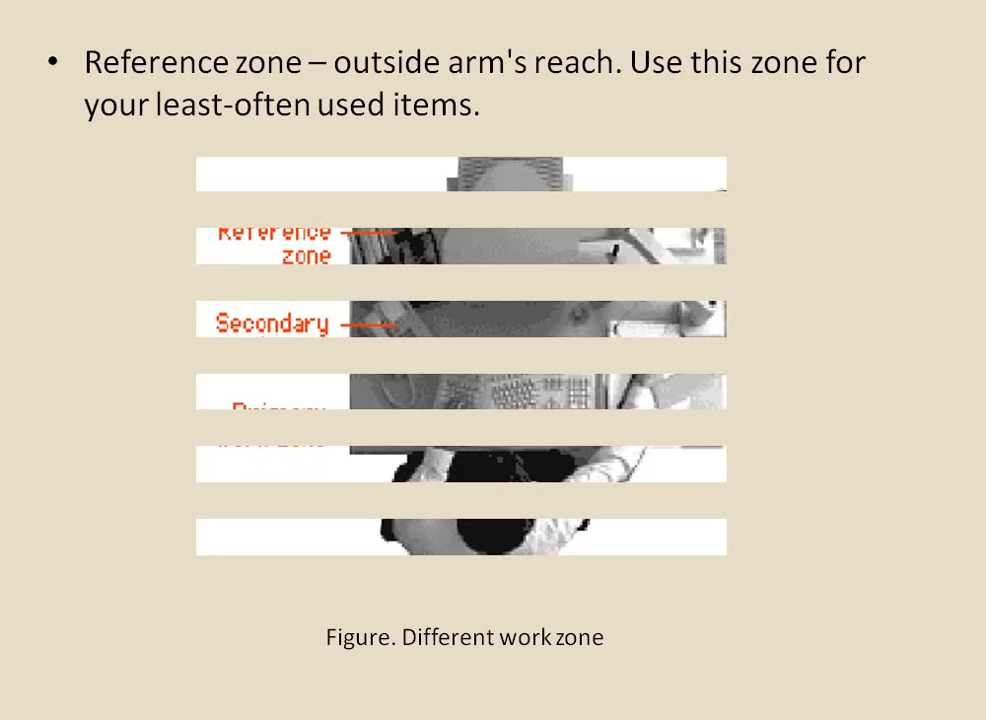 • Reference zone – outside arm's reach. Use this zone for
your least-often used items.
Reference
zone
Secondary
Primary
Figure. Different work zone